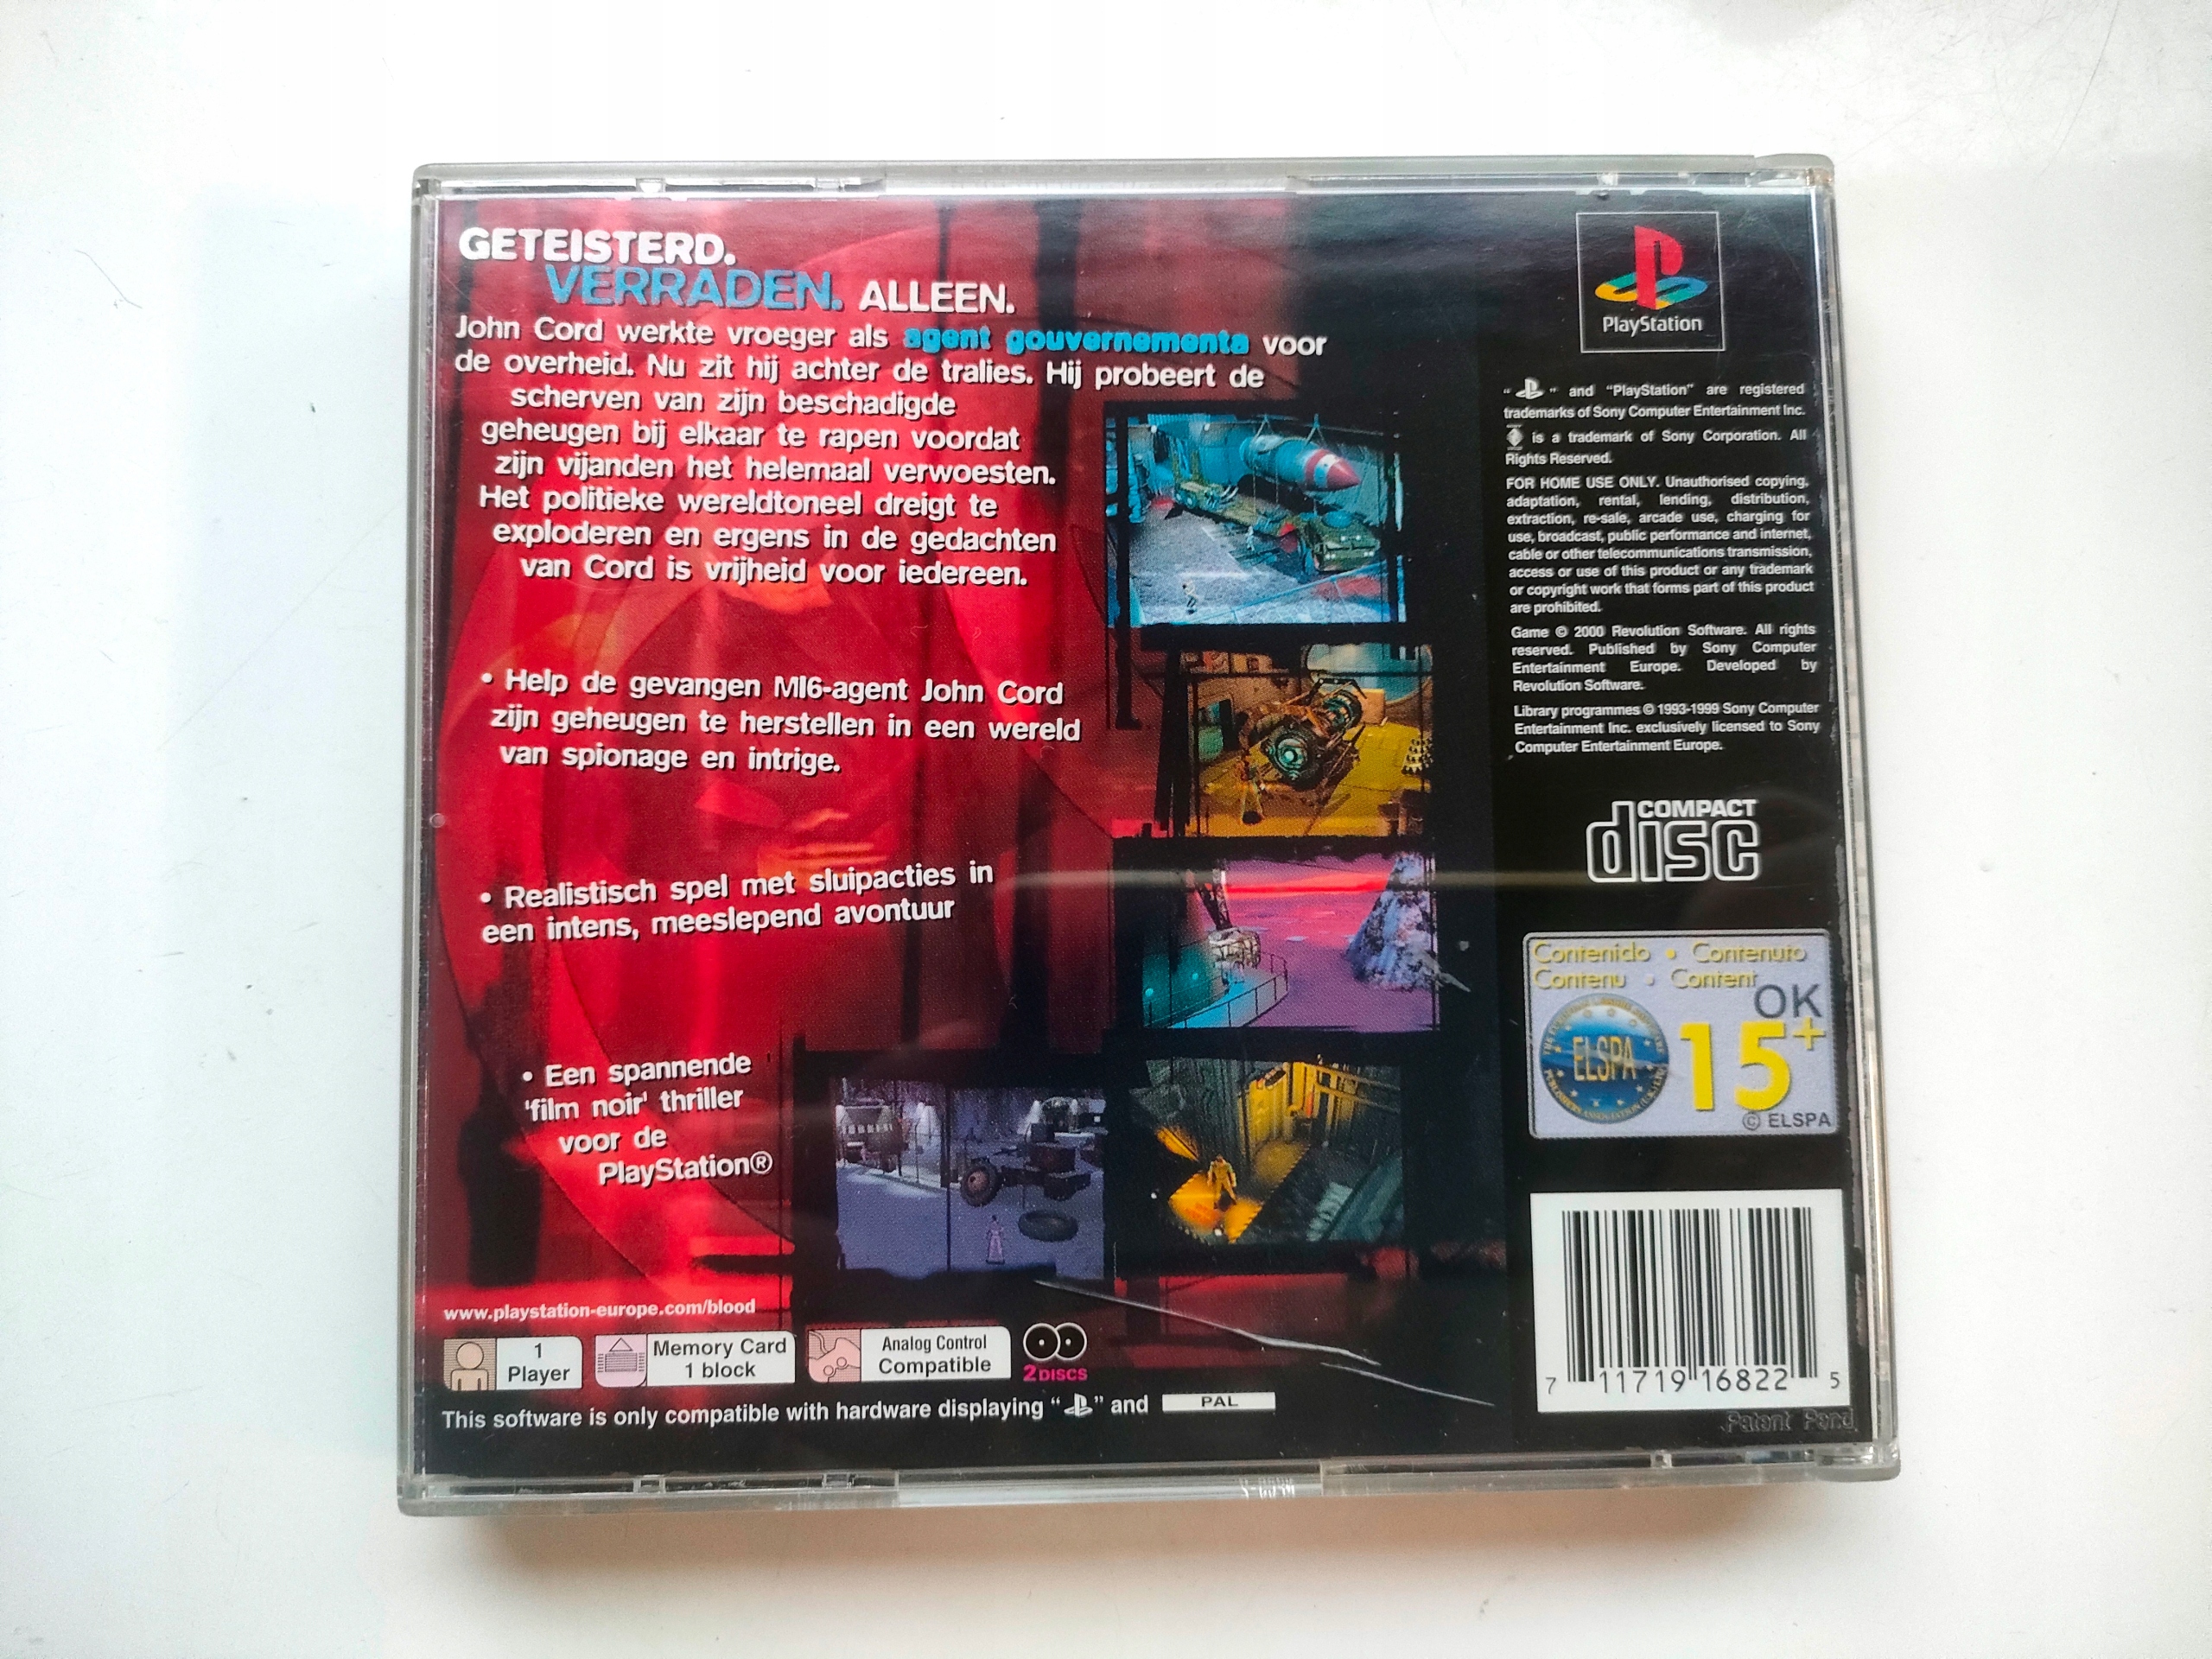 GETEISTERD.
VERRADEN. ALLEEN.
John Cord werkte vroeger als agent gouvernementa voor
de overheid. Nu zit hij achter de tralies. Hij probeert de
scherven van zijn beschadigde
geheugen bij elkaar te rapen voordat
zijn vijanden het helemaal verwoesten.
Het politieke wereldtoneel dreigt te
exploderen en ergens in de gedachten
van Cord is vrijheid voor iedereen.
• Help de gevangen MI6-agent John Cord
zijn geheugen te herstellen in een wereld
van spionage en intrige.
• Realistisch spel met sluipacties in
een intens, meeslepend avontuur
• Een spannende
'film noir' thriller
voor de
PlayStation®
www.playstation-europe.com/blood
1
Player
Memory Card
1 block
Analog Control
Compatible
2 DISCS
This software is only compatible with hardware displaying " " and PAL
PlayStation
" " and "PlayStation" are registered
trademarks of Sony Computer Entertainment Inc.
is a trademark of Sony Corporation. All
Rights Reserved.
FOR HOME USE ONLY. Unauthorised copying,
adaptation, rental, lending, distribution,
extraction, re-sale, arcade use, charging for
use, broadcast, public performance and internet,
cable or other telecommunications transmission,
access or use of this product or any trademark
or copyright work that forms part of this product
are prohibited.
Game © 2000 Revolution Software. All rights
reserved. Published by Sony Computer
Entertainment Europe. Developed by
Revolution Software.
Library programmes © 1993-1999 Sony Computer
Entertainment Inc. exclusively licensed to Sony
Computer Entertainment Europe.
COMPACT
disc
Contenido • Contenuto
Contenu • Content
OK
ELSPA
15+
© ELSPA
7 11719 16822 5
Patent Pend